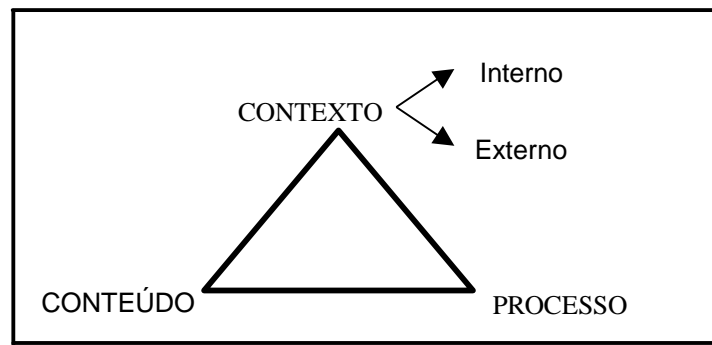 Interno
CONTEXTO
Externo
CONTEÚDO
PROCESSO